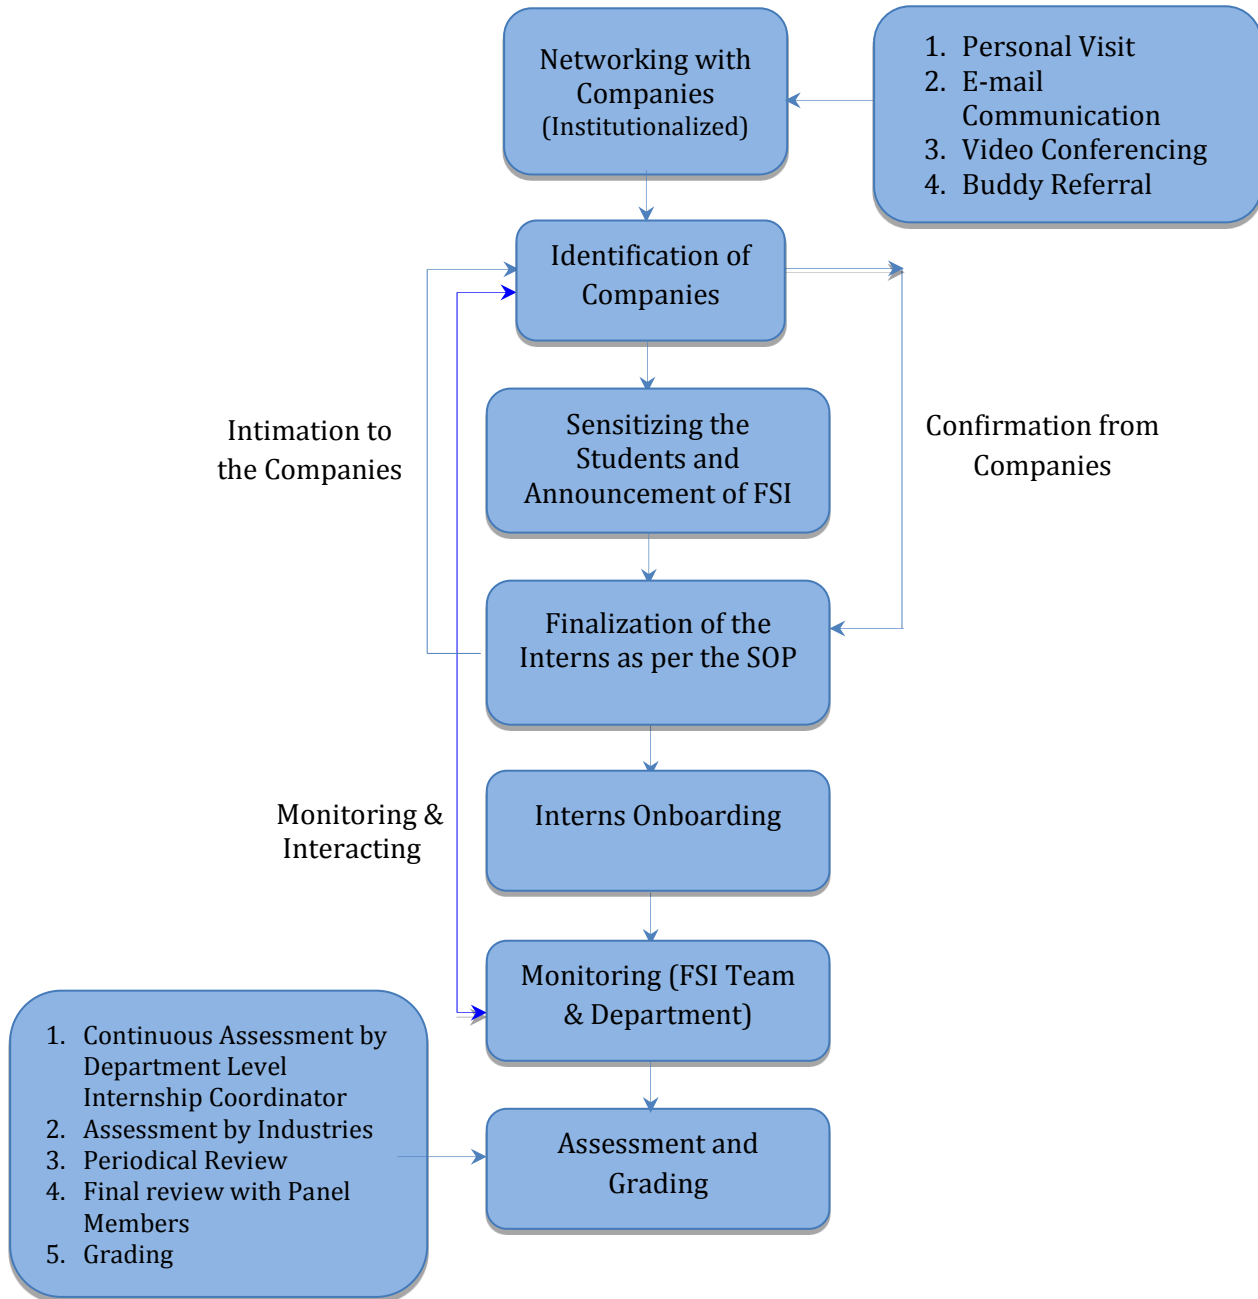 Networking with
Companies
(Institutionalized)
1. Personal Visit
2. E-mail
Communication
3. Video Conferencing
4. Buddy Referral
Identification of
Companies
Intimation to
the Companies
Sensitizing the
Students and
Announcement of FSI
Confirmation from
Companies
Finalization of the
Interns as per the SOP
Interns Onboarding
Monitoring &
Interacting
Monitoring (FSI Team
& Department)
1. Continuous Assessment by
Department Level
Internship Coordinator
2. Assessment by Industries
3. Periodical Review
4. Final review with Panel
Members
5. Grading
Assessment and
Grading